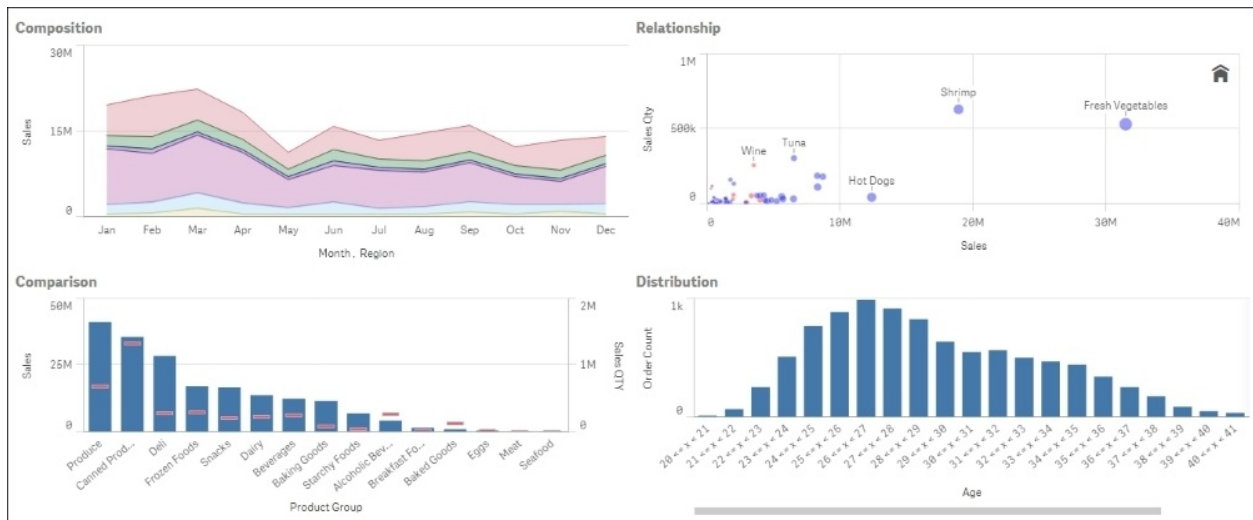 Composition
30M
15M
0
Sales
Jan Feb Mar Apr May Jun Jul Aug Sep Oct Nov Dec
Month, Region
Relationship
1M
500k
0
Sales Qty
Shrimp
Fresh Vegetables
Wine
Tuna
Hot Dogs
0 10M 20M 30M 40M
Sales
Comparison
50M
25M
0
Sales
2M
1M
0
Sales QTY
Produce
Canned Prod...
Deli
Frozen Foods
Snacks
Dairy
Beverages
Baking Goods
Starchy Foods
Alcoholic Bev...
Breakfast Fo...
Baked Goods
Eggs
Meat
Seafood
Product Group
Distribution
1k
0
Order Count
20 <= x < 21
21 <= x < 22
22 <= x < 23
23 <= x < 24
24 <= x < 25
25 <= x < 26
26 <= x < 27
27 <= x < 28
28 <= x < 29
29 <= x < 30
30 <= x < 31
31 <= x < 32
32 <= x < 33
33 <= x < 34
34 <= x < 35
35 <= x < 36
36 <= x < 37
37 <= x < 38
38 <= x < 39
39 <= x < 40
40 <= x < 41
Age